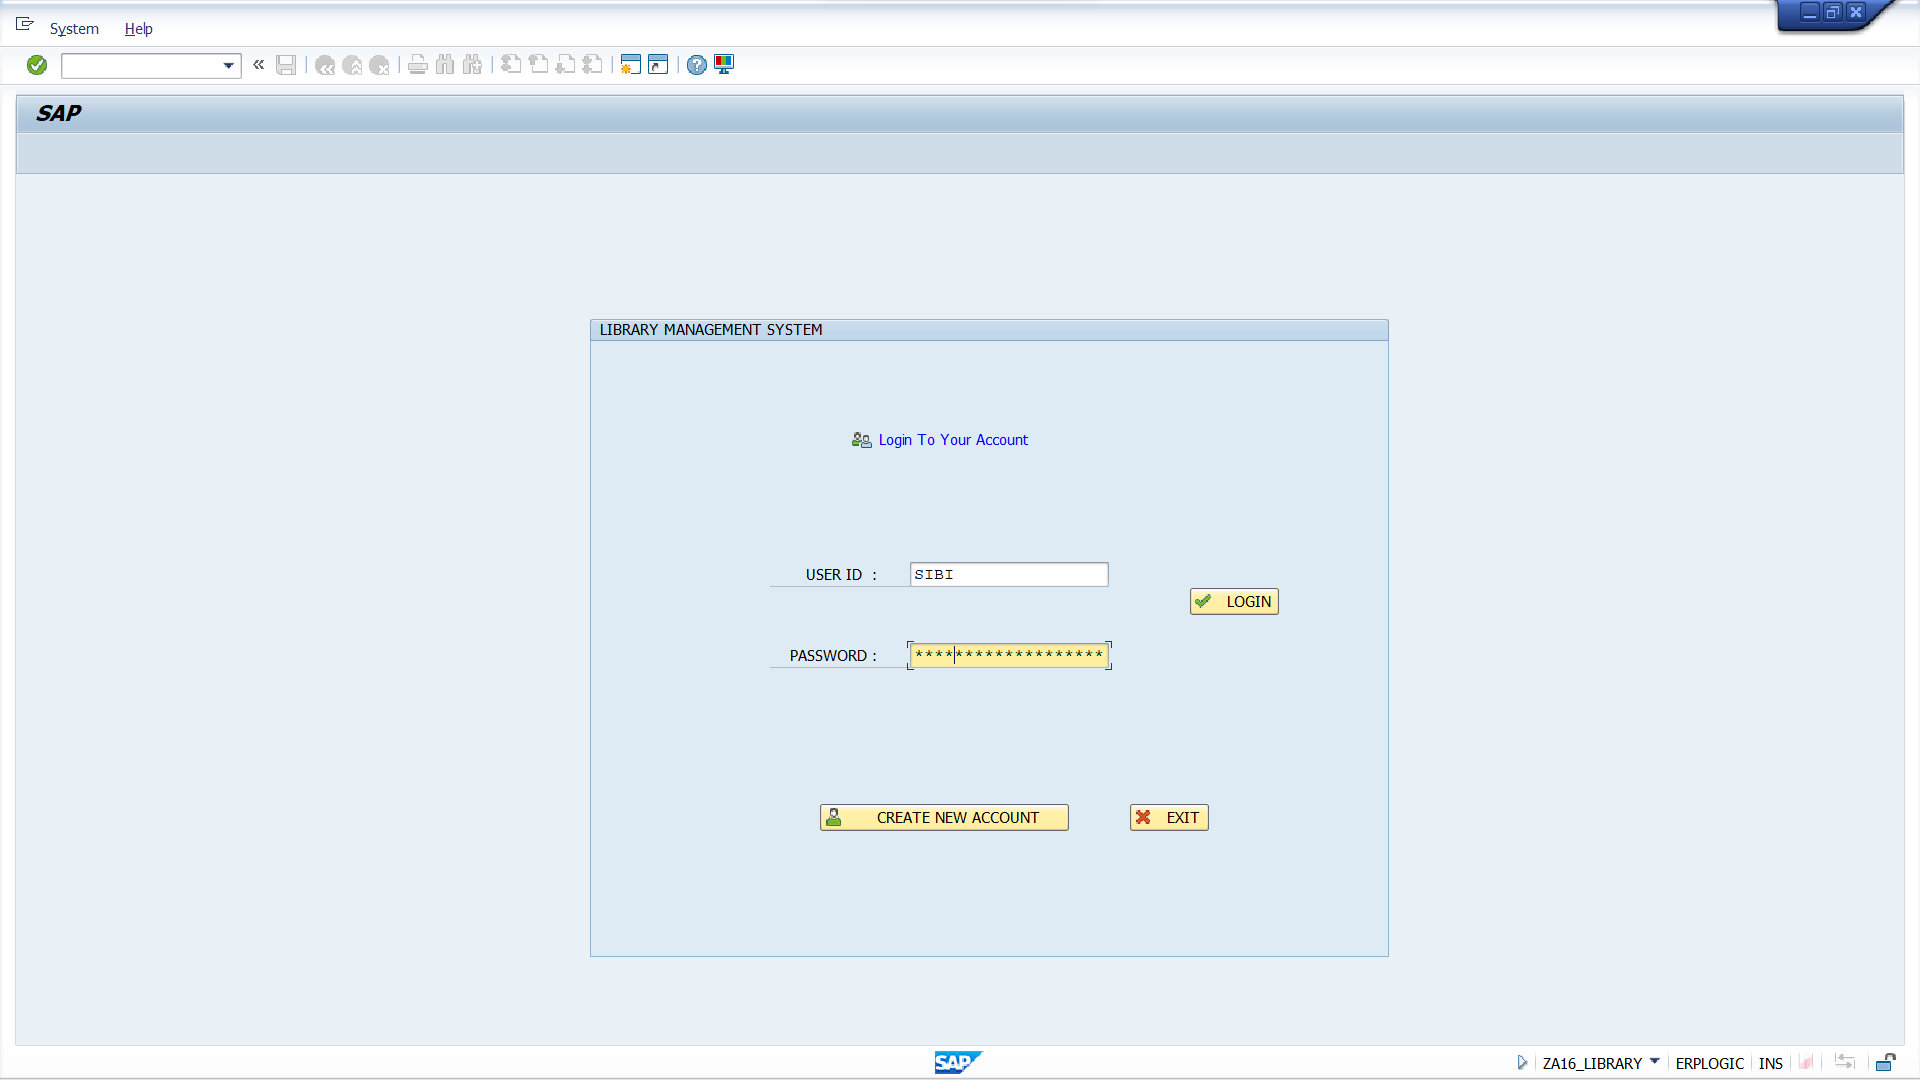 System Help
SAP
LIBRARY MANAGEMENT SYSTEM
Login To Your Account
USER ID :
SIBI
LOGIN
PASSWORD :
*******************
CREATE NEW ACCOUNT
EXIT
SAP
ZA16_LIBRARY
ERPLOGIC
INS